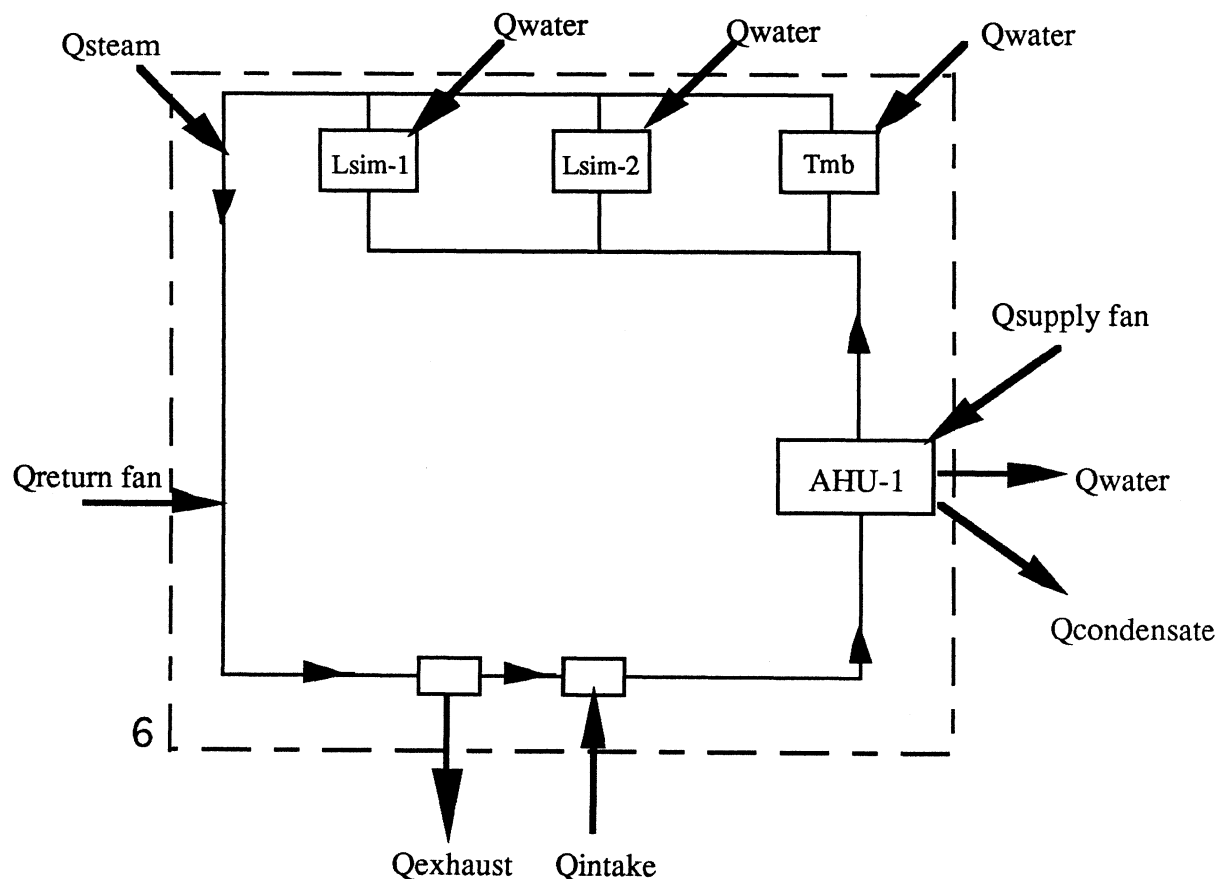 Qsteam
Qwater
Qwater
Qwater
Lsim-1
Lsim-2
Tmb
Qsupply fan
Qreturn fan
AHU-1
Qwater
Qcondensate
6
Qexhaust
Qintake